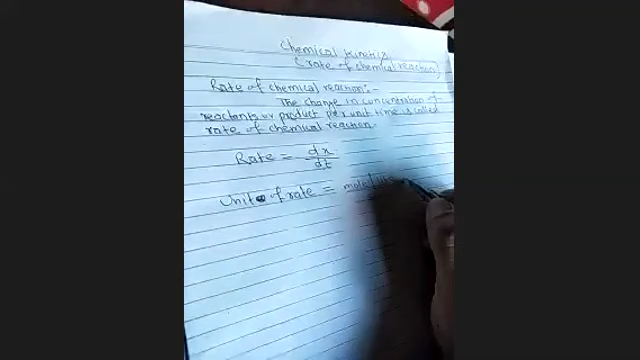 Chemical Kinetics
(rate of chemical reaction)
Rate of chemical reaction:-
The change in concentration of
reactants or product per unit time is called
rate of chemical reaction.
Rate = dx
dt
Unit of rate =